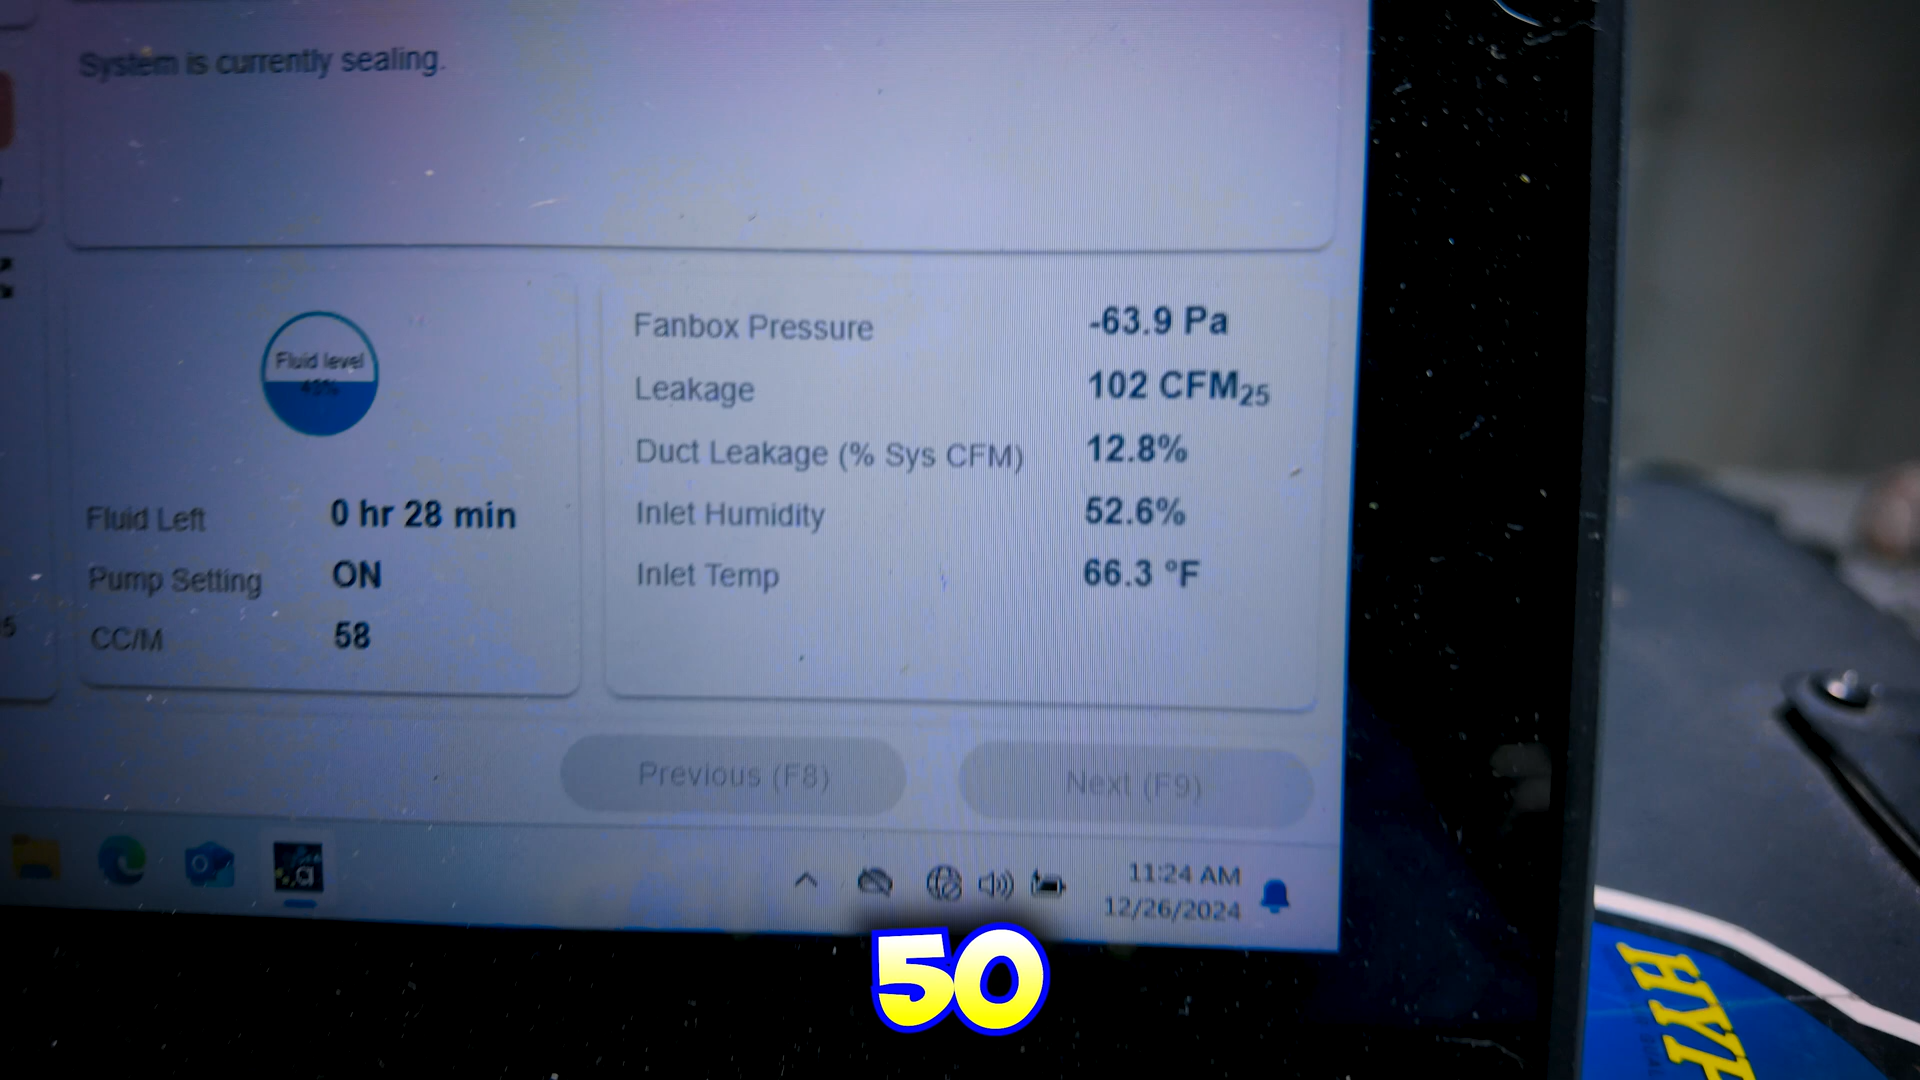 System is currently sealing.
Fluid level
45%
Fluid Left 0 hr 28 min
Pump Setting ON
CC/M 58
Fanbox Pressure -63.9 Pa
Leakage 102 CFM25
Duct Leakage (% Sys CFM) 12.8%
Inlet Humidity 52.6%
Inlet Temp 66.3 °F
Previous (F8)
Next (F9)
a
11:24 AM
12/26/2024
50
HYP